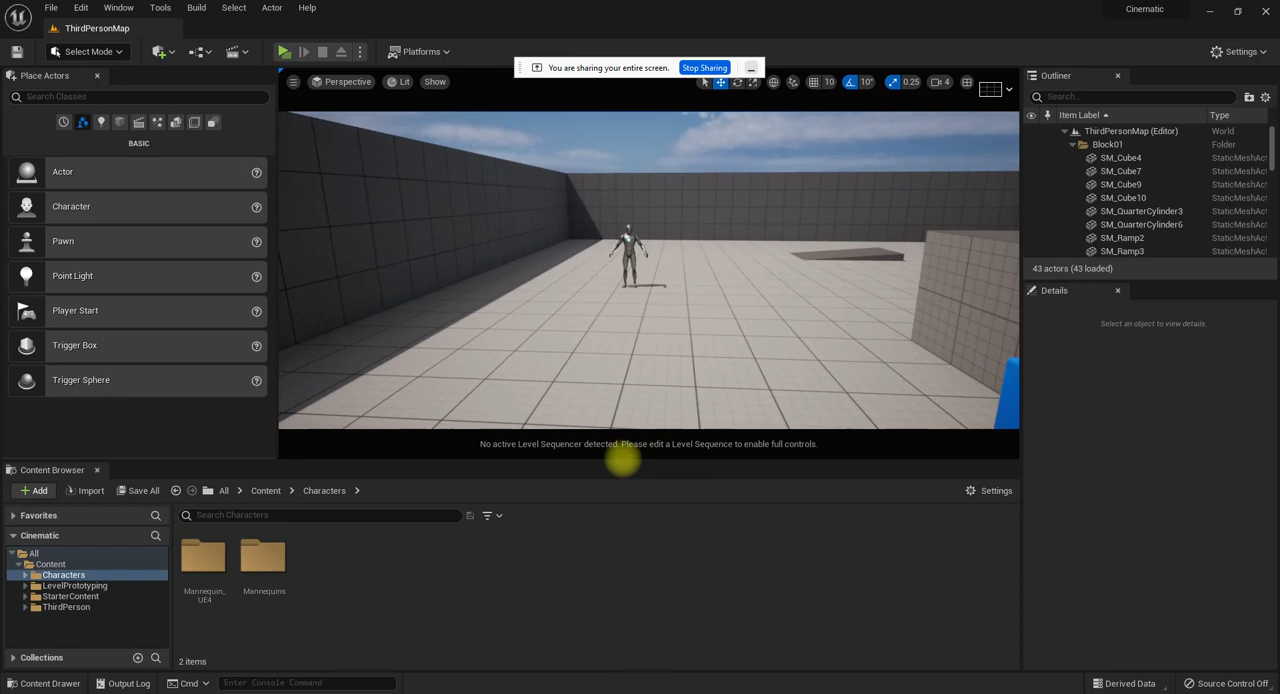 File Edit Window Tools Build Select Actor Help
Cinematic
ThirdPersonMap
Select Mode
Platforms
Settings
Place Actors
You are sharing your entire screen.
Stop Sharing
Outliner
Search Classes
Perspective Lit Show
10 10° 0.25 4
Search...
Item Label Type
BASIC
ThirdPersonMap (Editor) World
Block01 Folder
SM_Cube4 StaticMeshAct
SM_Cube7 StaticMeshAct
SM_Cube9 StaticMeshAct
SM_Cube10 StaticMeshAct
SM_QuarterCylinder3 StaticMeshAct
SM_QuarterCylinder6 StaticMeshAct
SM_Ramp2 StaticMeshAct
SM_Ramp3 StaticMeshAct
43 actors (43 loaded)
Actor
Character
Pawn
Point Light
Player Start
Trigger Box
Trigger Sphere
Details
Select an object to view details.
No active Level Sequencer detected. Please edit a Level Sequence to enable full controls.
Content Browser
Add Import Save All All Content Characters
Settings
Favorites
Search Characters
Cinematic
All
Content
Characters
LevelPrototyping
StarterContent
ThirdPerson
Mannequin_
UE4
Mannequins
Collections
2 items
Content Drawer Output Log Cmd Enter Console Command
Derived Data Source Control Off